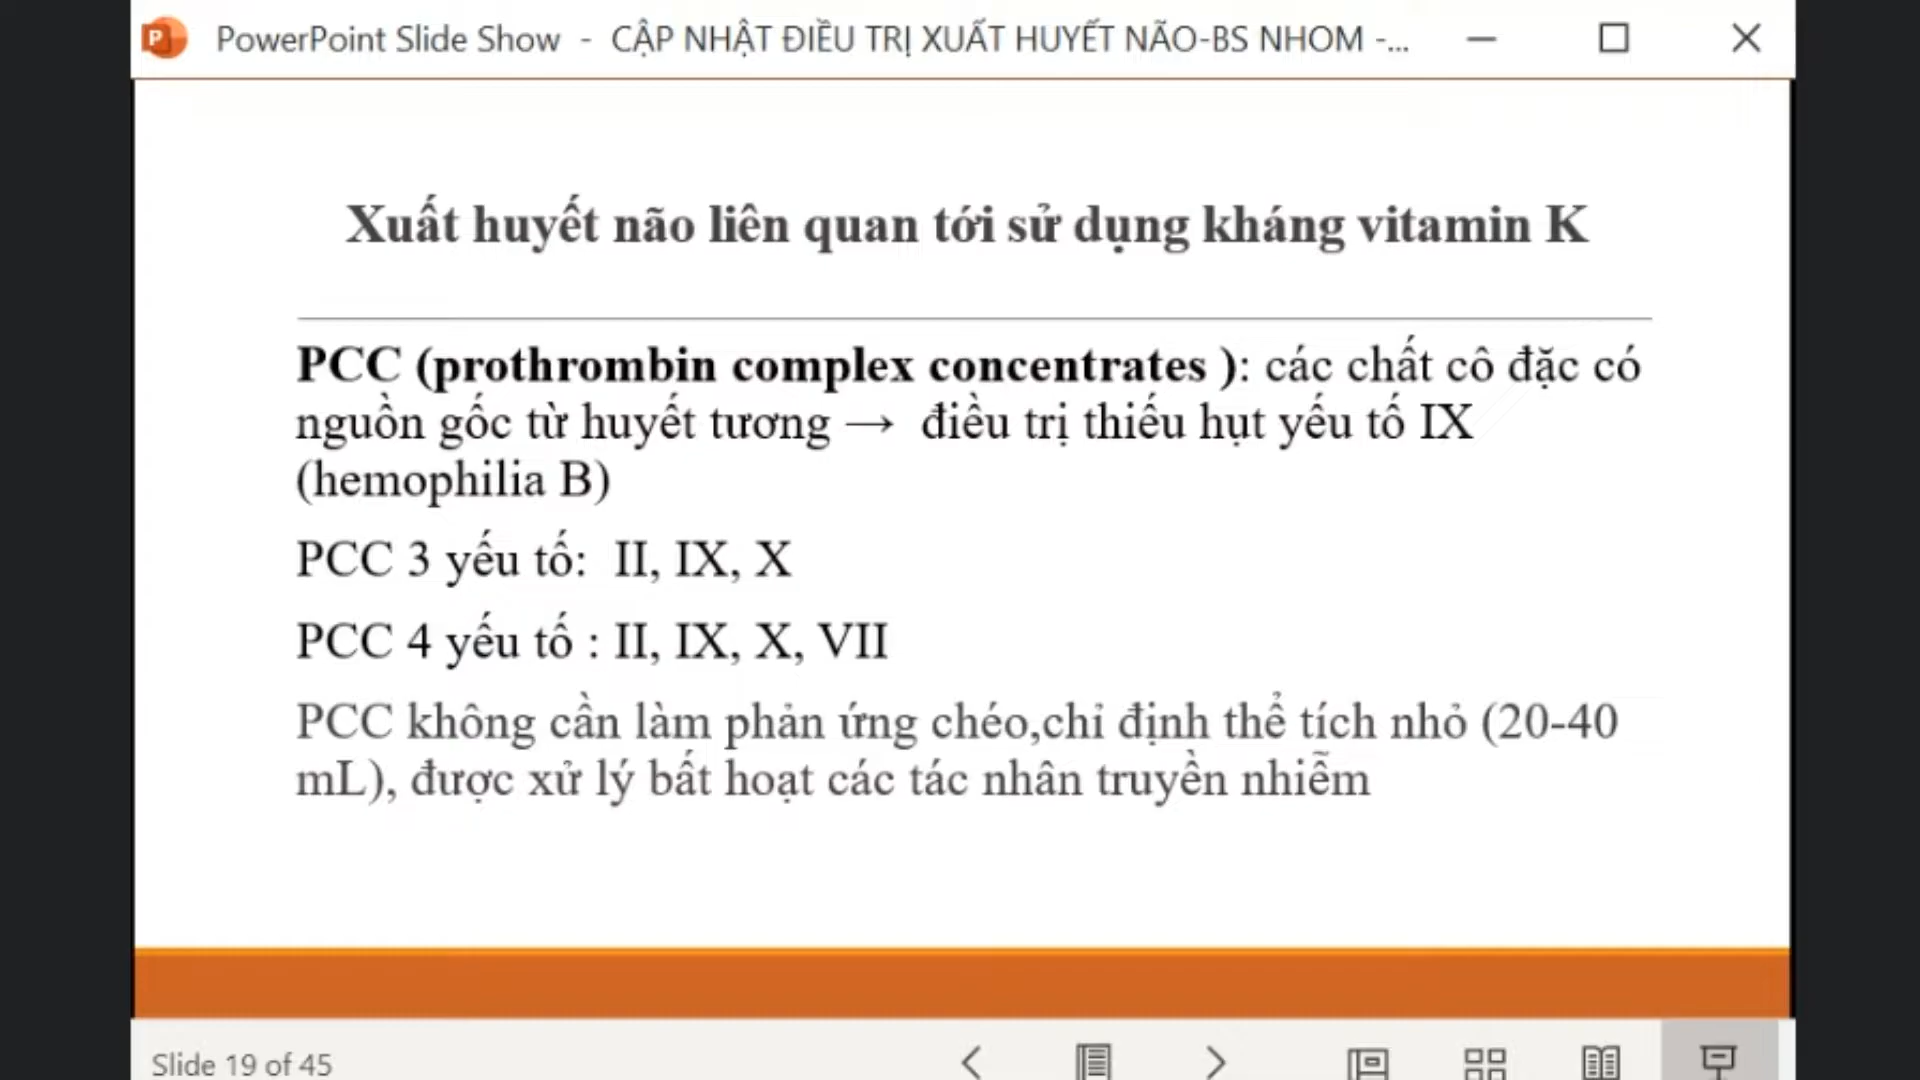 PowerPoint Slide Show - CẬP NHẬT ĐIỀU TRỊ XUẤT HUYẾT NÃO-BS NHOM -...
Xuất huyết não liên quan tới sử dụng kháng vitamin K
PCC (prothrombin complex concentrates ): các chất cô đặc có
nguồn gốc từ huyết tương → điều trị thiếu hụt yếu tố IX
(hemophilia B)
PCC 3 yếu tố: II, IX, X
PCC 4 yếu tố : II, IX, X, VII
PCC không cần làm phản ứng chéo,chỉ định thể tích nhỏ (20-40
mL), được xử lý bất hoạt các tác nhân truyền nhiễm
Slide 19 of 45